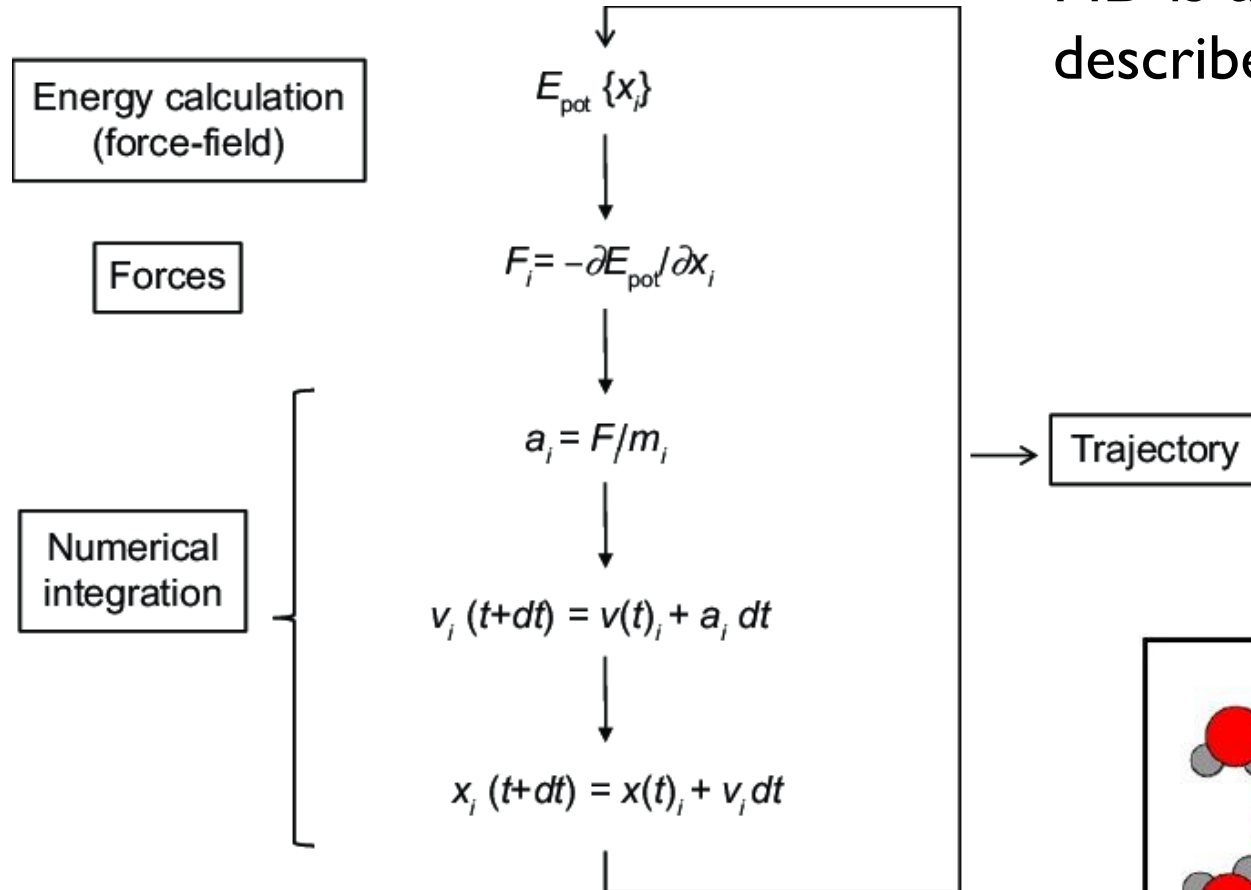 describe
Energy calculation
(force-field)
E_pot {x_i}
Forces
F_i = −∂E_pot/∂x_i
a_i = F_i/m_i
Trajectory
Numerical
integration
v_i (t+dt) = v(t)_i + a_i dt
x_i (t+dt) = x(t)_i + v_i dt